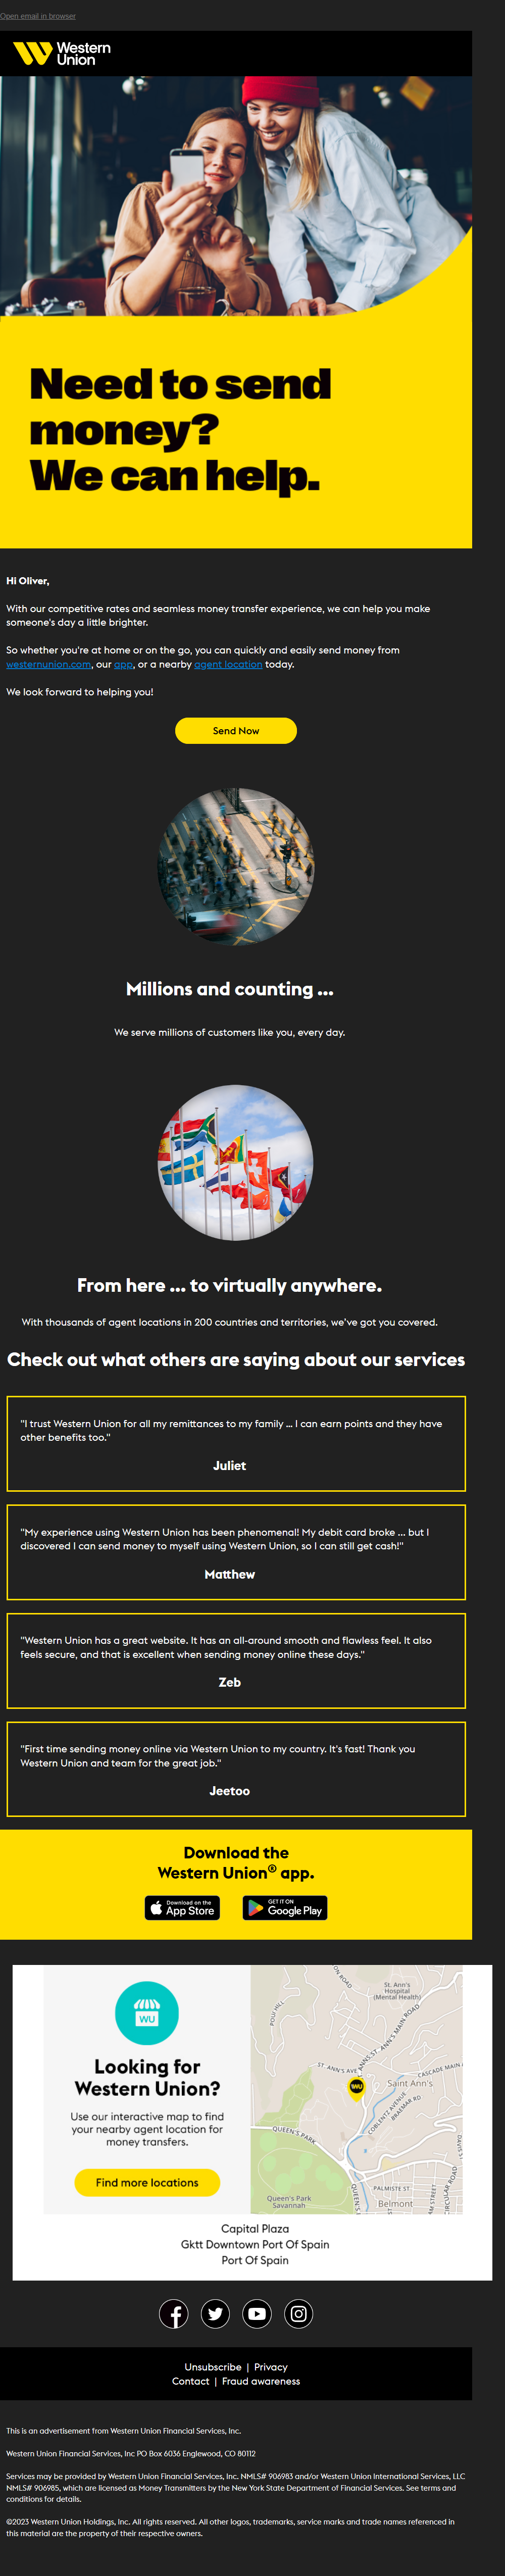 Open email in browser
Western
Union
Need to send
money?
We can help.
Hi Oliver,
With our competitive rates and seamless money transfer experience, we can help you make
someone's day a little brighter.
So whether you're at home or on the go, you can quickly and easily send money from
westernunion.com, our app, or a nearby agent location today.
We look forward to helping you!
Send Now
Millions and counting ...
We serve millions of customers like you, every day.
From here ... to virtually anywhere.
With thousands of agent locations in 200 countries and territories, we've got you covered.
Check out what others are saying about our services
"I trust Western Union for all my remittances to my family ... I can earn points and they have
other benefits too."
Juliet
"My experience using Western Union has been phenomenal! My debit card broke ... but I
discovered I can send money to myself using Western Union, so I can still get cash!"
Matthew
"Western Union has a great website. It has an all-around smooth and flawless feel. It also
feels secure, and that is excellent when sending money online these days."
Zeb
"First time sending money online via Western Union to my country. It's fast! Thank you
Western Union and team for the great job."
Jeetoo
Download the
Western Union® app.
Download on the
App Store
GET IT ON
Google Play
WU
Looking for
Western Union?
Use our interactive map to find
your nearby agent location for
money transfers.
Find more locations
ON ROAD
St. Ann's
Hospital
(Mental Health)
POUI HILL
ST. ANN'S AVE
ANNS
ST. ANN'S MAIN ROAD
CASCADE MAIN
WU
Saint Ann's
COBLENTZ AVENUE
BRAEMAR RD
QUEEN'S PARK
DAVIS ST
PALMISTE ST
Queen's Park
Savannah
QUEEN'S
Belmont
AM STREET
CIRCULAR ROAD
Capital Plaza
Gktt Downtown Port Of Spain
Port Of Spain
Unsubscribe | Privacy
Contact | Fraud awareness
This is an advertisement from Western Union Financial Services, Inc.
Western Union Financial Services, Inc PO Box 6036 Englewood, CO 80112
Services may be provided by Western Union Financial Services, Inc. NMLS# 906983 and/or Western Union International Services, LLC
NMLS# 906985, which are licensed as Money Transmitters by the New York State Department of Financial Services. See terms and
conditions for details.
©2023 Western Union Holdings, Inc. All rights reserved. All other logos, trademarks, service marks and trade names referenced in
this material are the property of their respective owners.